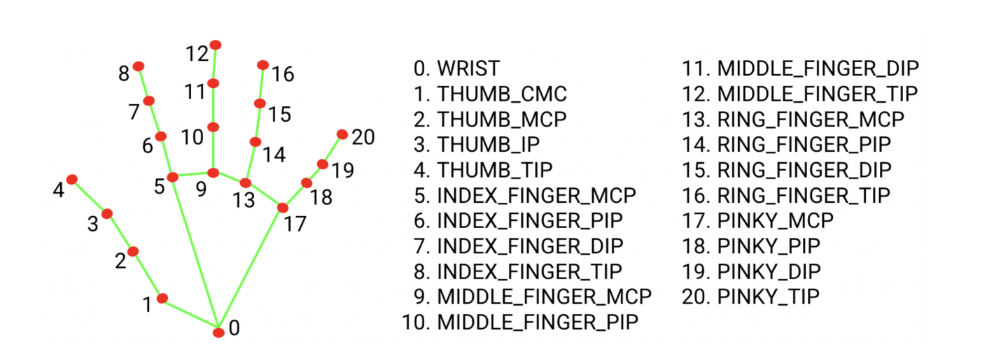 12
8
16
11
7
15
10
20
6
14
19
4
5
9
13
18
3
17
2
1
0
0. WRIST
1. THUMB_CMC
2. THUMB_MCP
3. THUMB_IP
4. THUMB_TIP
5. INDEX_FINGER_MCP
6. INDEX_FINGER_PIP
7. INDEX_FINGER_DIP
8. INDEX_FINGER_TIP
9. MIDDLE_FINGER_MCP
10. MIDDLE_FINGER_PIP
11. MIDDLE_FINGER_DIP
12. MIDDLE_FINGER_TIP
13. RING_FINGER_MCP
14. RING_FINGER_PIP
15. RING_FINGER_DIP
16. RING_FINGER_TIP
17. PINKY_MCP
18. PINKY_PIP
19. PINKY_DIP
20. PINKY_TIP